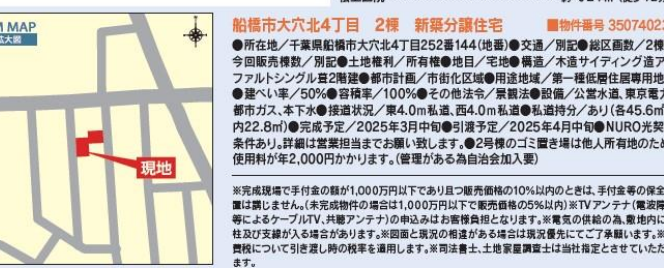 M MAP
拡大図
現地
船橋市大穴北4丁目 2棟 新築分譲住宅 ■物件番号 35074023
●所在地／千葉県船橋市大穴北4丁目252番144(地番)●交通／別記●総区画数／2棟
今回販売棟数／別記●土地権利／所有権●地目／宅地●構造／木造サイディング造ア
ファルトシングル葺2階建●都市計画／市街化区域●用途地域／第一種低層住居専用地
●建ぺい率／50%●容積率／100%●その他法令／景観法●設備／公営水道、東京電力
都市ガス、本下水●接道状況／東4.0m私道、西4.0m私道●私道持分／あり(各45.6㎡
内22.8㎡)●完成予定／2025年3月中旬●引渡予定／2025年4月中旬●NURO光契
条件あり。詳細は営業担当までお願い致します。●2号棟のゴミ置き場は他人所有地のため
使用料が年2,000円かかります。(管理がある為自治会加入要)
※完成現場で手付金の額が1,000万円以下であり且つ販売価格の10%以内のときは、手付金等の保全
置は講じません。(未完成物件の場合は1,000万円以下で販売価格の5%以内)※TVアンテナ(電波障
等によるケーブルTV、共聴アンテナ)の申込みはお客様負担となります。※電気の供給の為、敷地内に
柱及び支線が入る場合があります。※図面と現況の相違がある場合は現況優先にてご了承願います。※
費税について引き渡し時の税率を適用します。※司法書士、土地家屋調査士は当社指定とさせていただ
ます。